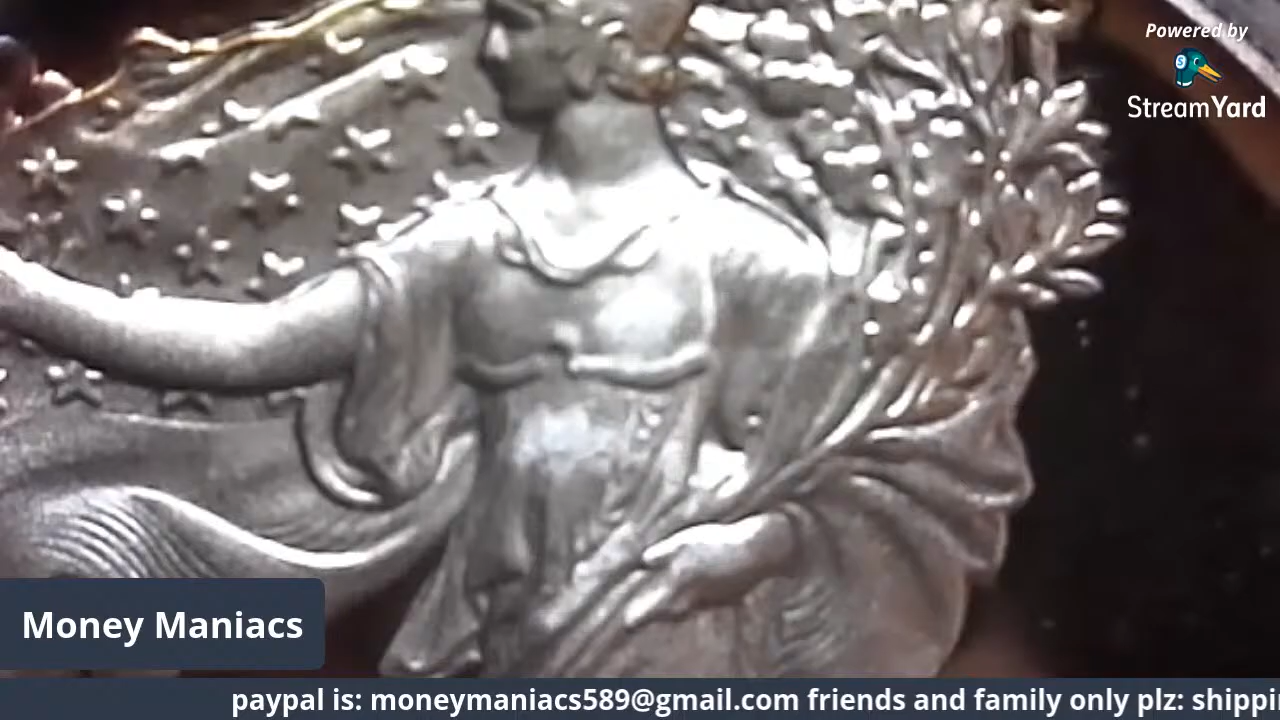 Powered by
StreamYard
Money Maniacs
paypal is: moneymaniacs589@gmail.com friends and family only plz: shippi